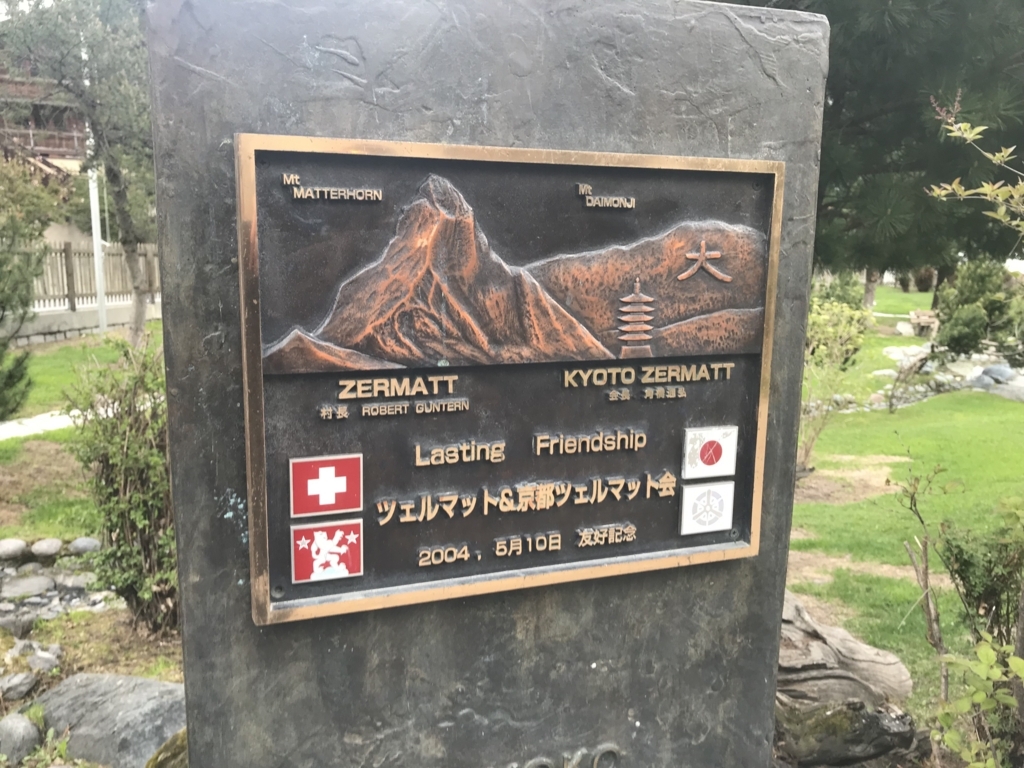 Mt
MATTERHORN
Mt
DAIMONJI
大
ZERMATT
村長 ROBERT GUNTERN
KYOTO ZERMATT
会長
Lasting Friendship
ツェルマット&京都ツェルマット会
2004, 5月10日 友好記念